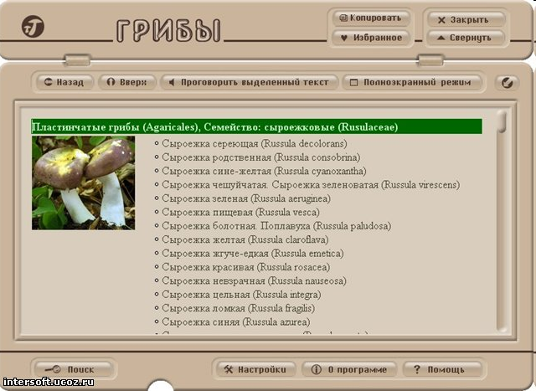 ГРИБЫ
Копировать
Закрыть
Избранное
Свернуть
Назад
Вверх
Проговорить выделенный текст
Полноэкранный режим
Пластинчатые грибы (Agaricales), Семейство: сыроежковые (Rusulaceae)
Сыроежка сереющая (Russula decolorans)
Сыроежка родственная (Russula consobrina)
Сыроежка сине-желтая (Russula cyanoxantha)
Сыроежка чешуйчатая. Сыроежка зеленоватая (Russula virescens)
Сыроежка зеленая (Russula aeruginea)
Сыроежка пищевая (Russula vesca)
Сыроежка болотная. Поплавуха (Russula paludosa)
Сыроежка желтая (Russula claroflava)
Сыроежка жгуче-едкая (Russula emetica)
Сыроежка красивая (Russula rosacea)
Сыроежка невзрачная (Russula nauseosa)
Сыроежка цельная (Russula integra)
Сыроежка ломкая (Russula fragilis)
Сыроежка синяя (Russula azurea)
Поиск
Настройки
О программе
Помощь
intersoft.ucoz.ru